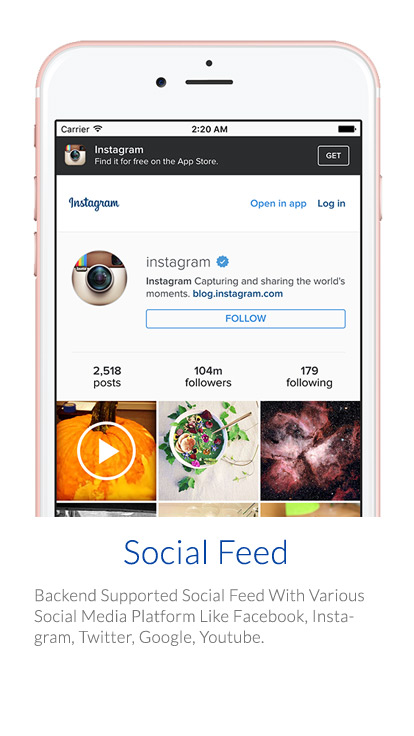 Carrier 2:20 AM
Instagram
Find it for free on the App Store.
GET
Instagram Open in app Log in
instagram
Instagram Capturing and sharing the world's
moments. blog.instagram.com
FOLLOW
2,518 104m 179
posts followers following
Social Feed
Backend Supported Social Feed With Various
Social Media Platform Like Facebook, Insta-
gram, Twitter, Google, Youtube.